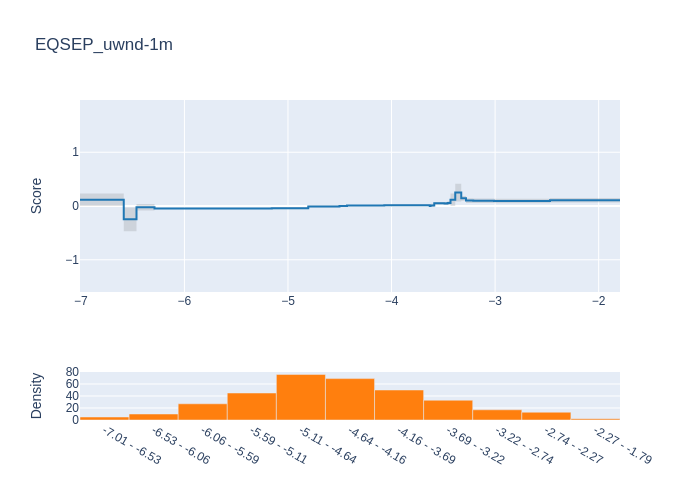 EQSEP_uwnd-1m
Score
1
0
−1
−7
−6
−5
−4
−3
−2
Density
80
60
40
20
0
-7.01 - -6.53
-6.53 - -6.06
-6.06 - -5.59
-5.59 - -5.11
-5.11 - -4.64
-4.64 - -4.16
-4.16 - -3.69
-3.69 - -3.22
-3.22 - -2.74
-2.74 - -2.27
-2.27 - -1.79